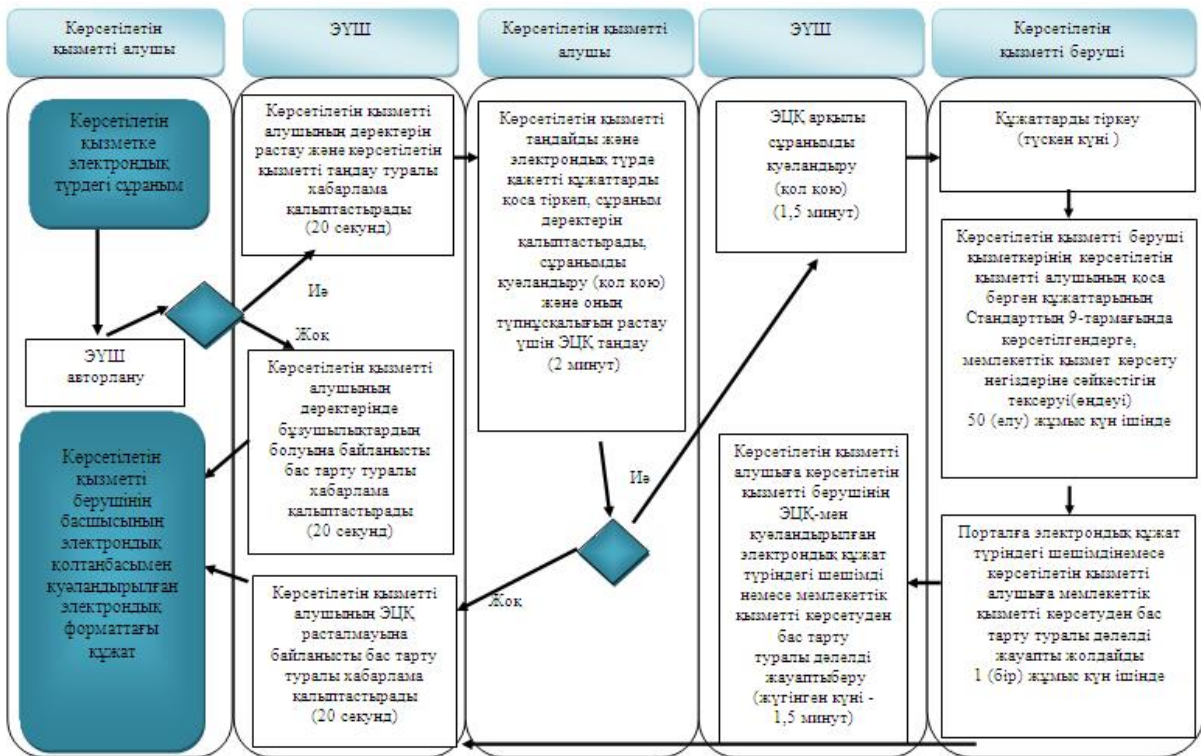 Көрсетілетін
қызметті алушы
ЭҮШ
Көрсетілетін қызметті
алушы
ЭҮШ
Көрсетілетін
қызметті беруші
Көрсетілетін
қызметке
электрондық
түрдегі сұраным
ЭҮШ
авторлану
Көрсетілетін
қызметті
берушінің
басшысының
электрондық
қолтаңбасымен
куәландырылған
электрондық
форматтағы
құжат
Көрсетілетін қызметті
алушының деректерін
растау және көрсетілетін
қызметті таңдау туралы
хабарлама
қалыптастырады
(20 секунд)
Иә
Жоқ
Көрсетілетін қызметті
алушының
деректерінде
бұзушылықтардың
болуына байланысты
бас тарту туралы
хабарлама
қалыптастырады
(20 секунд)
Көрсетілетін қызметті
алушының ЭЦҚ
расталмауына
байланысты бас тарту
туралы хабарлама
қалыптастырады
(20 секунд)
Көрсетілетін қызметті
таңдайды және
электрондық түрде
қажетті құжаттарды
қоса тіркеп, сұраным
деректерін
қалыптастырады,
сұранымды
куәландыру (қол қою)
және оның
түпнұсқалығын растау
үшін ЭЦҚ таңдау
(2 минут)
Иә
Жоқ
ЭЦҚ арқылы
сұранымды
куәландыру
(қол қою)
(1,5 минут)
Көрсетілетін қызметті
алушыға көрсетілетін
қызметті берушінің
ЭЦҚ-мен
куәландырылған
электрондық құжат
түріндегі шешімді
немесе мемлекеттік
қызметті көрсетуден
бас тарту
туралы дәлелді
жауаптыберу
(жүгінген күні -
1,5 минут)
Құжаттарды тіркеу
(түскен күні )
Көрсетілетін қызметті беруші
қызметкерінің көрсетілетін
қызметті алушының қоса
берген құжаттарының
Стандарттың 9-тармағында
көрсетілгендерге,
мемлекеттік қызмет көрсету
негіздеріне сәйкестігін
тексеруі(өңдеуі)
50 (елу) жұмыс күн ішінде
Порталға электрондық құжат
түріндегі шешімдінемесе
көрсетілетін қызметті
алушыға мемлекеттік
қызметті көрсетуден бас
тарту туралы дәлелді
жауапты жолдайды
1 (бір) жұмыс күн ішінде